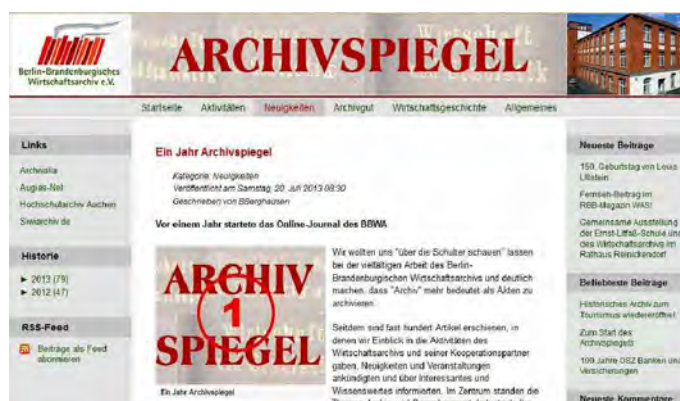 Berlin-Brandenburgisches
Wirtschaftsarchiv e.V.
ARCHIVSPIEGEL
Startseite Aktivitäten Neuigkeiten Archivgut Wirtschaftsgeschichte Allgemeines
Links
Archivalia
Augias-Net
Hochschularchiv Aachen
Siwiarchiv.de
Historie
► 2013 (79)
► 2012 (47)
RSS-Feed
Beiträge als Feed
abonnieren
Ein Jahr Archivspiegel
Kategorie: Neuigkeiten
Veröffentlicht am Samstag, 20. Juli 2013 08:30
Geschrieben von BBerghausen
Vor einem Jahr startete das Online-Journal des BBWA
ARCHIV
1
SPIEGEL
Ein Jahr Archivspiegel
Wir wollten uns "über die Schulter schauen" lassen
bei der vielfältigen Arbeit des Berlin-
Brandenburgischen Wirtschaftsarchivs und deutlich
machen, dass "Archiv" mehr bedeutet als Akten zu
archivieren.
Seitdem sind fast hundert Artikel erschienen, in
denen wir Einblick in die Aktivitäten des
Wirtschaftsarchivs und seiner Kooperationspartner
gaben, Neuigkeiten und Veranstaltungen
ankündigten und über Interessantes und
Wissenswertes informierten. Im Zentrum standen die
Neueste Beiträge
150. Geburtstag von Louis
Ullstein
Fernseh-Beitrag im
RBB-Magazin WAS!
Gemeinsame Ausstellung
der Ernst-Litfaß-Schule und
des Wirtschaftsarchivs im
Rathaus Reinickendorf
Beliebteste Beiträge
Historisches Archiv zum
Tourismus wiedereröffnet
Zum Start des
Archivspiegels
100 Jahre OSZ Banken und
Versicherungen
Neueste Kommentare